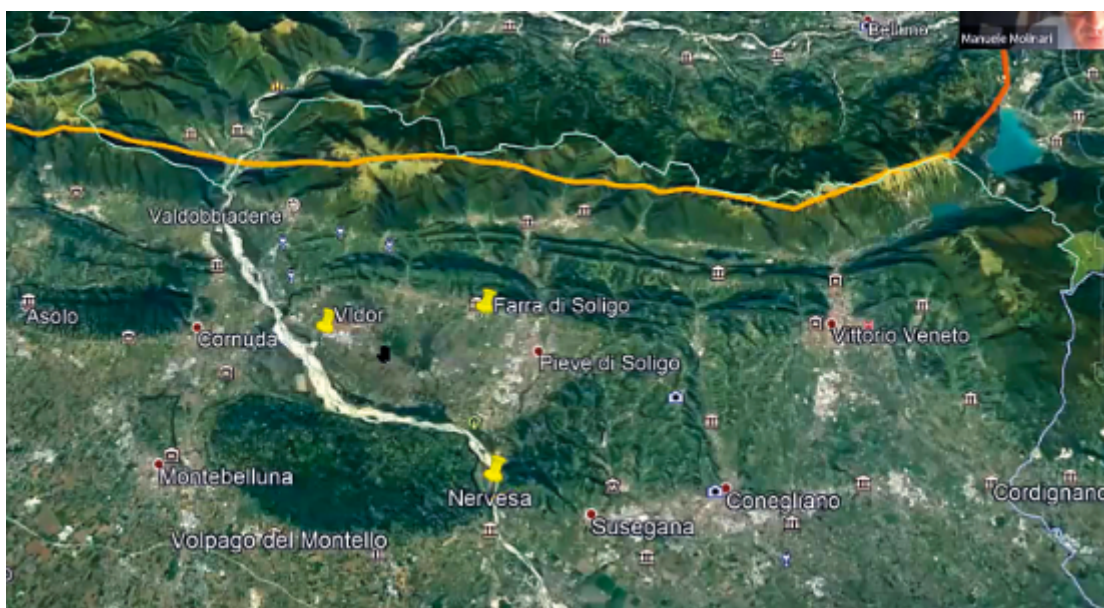 Belluno
Manuele Molinari
Valdobbiadene
Asolo
Vidor
Farra di Soligo
Cornuda
Vittorio Veneto
Pieve di Soligo
Montebelluna
Nervesa
Conegliano
Cordignano
Susegana
Volpago del Montello